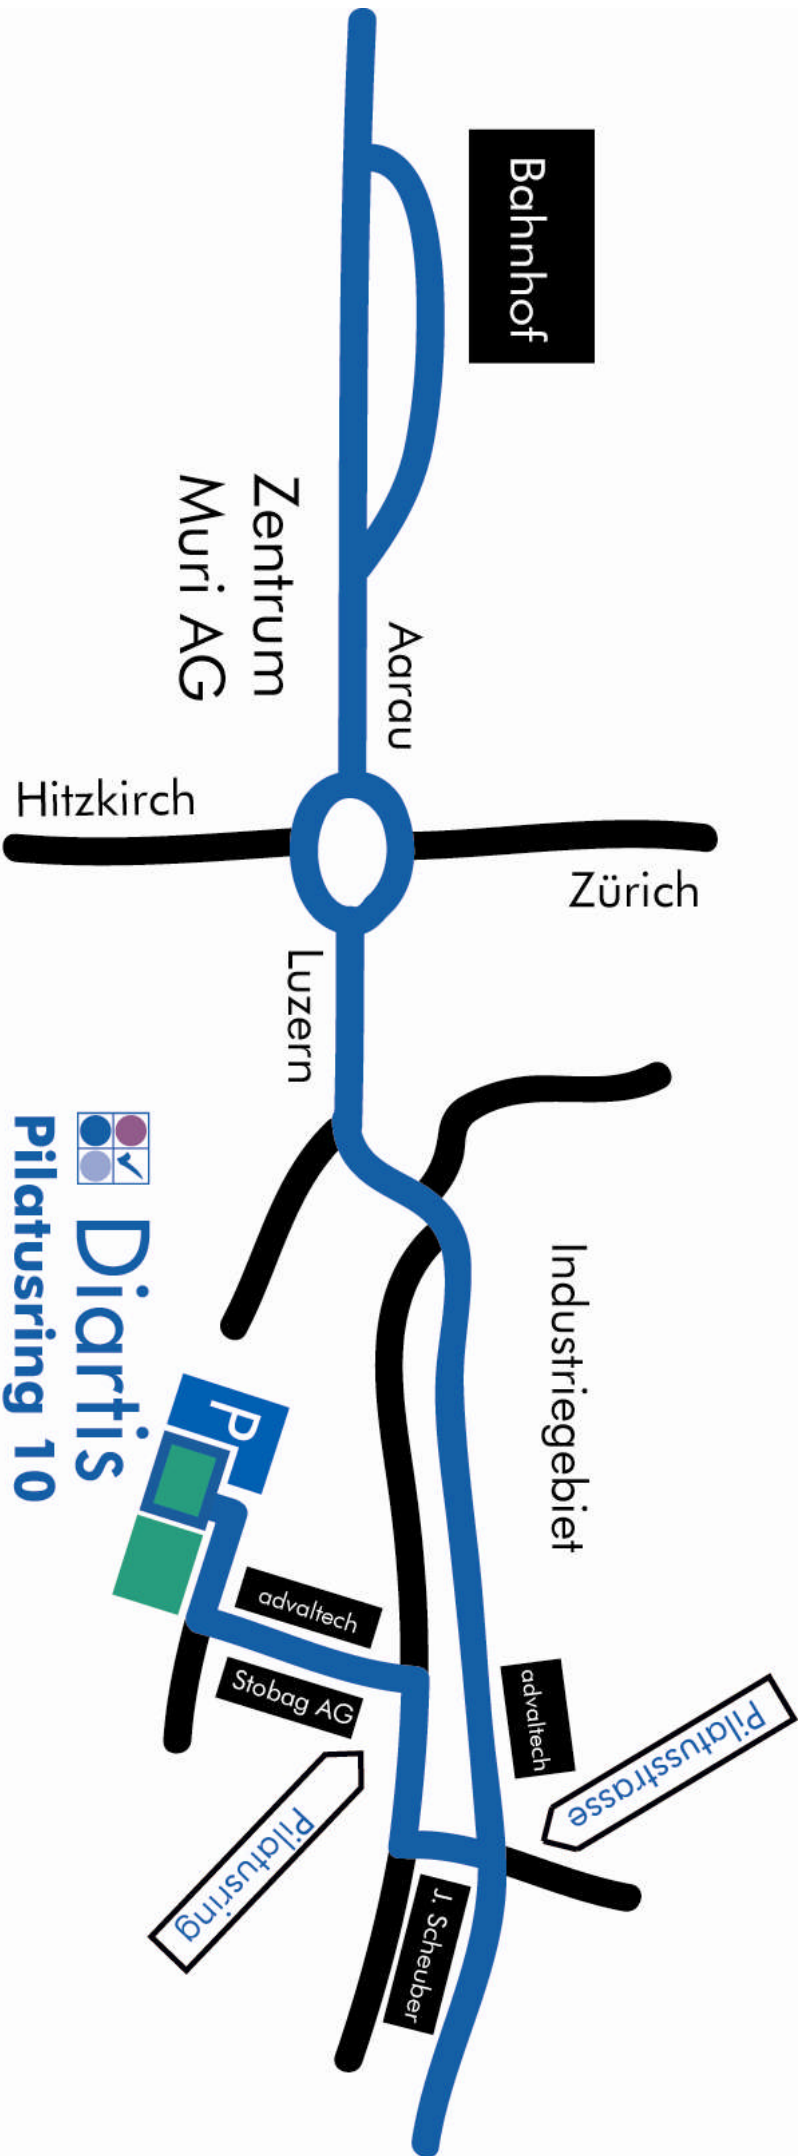 Bahnhof
Zentrum
Muri AG
Aarau
Hitzkirch
Zürich
Luzern
Industriegebiet
Diartis
Pilatusring 10
P
advaltech
Stobag AG
advaltech
Pilatusstrasse
Pilatusring
J. Scheuber